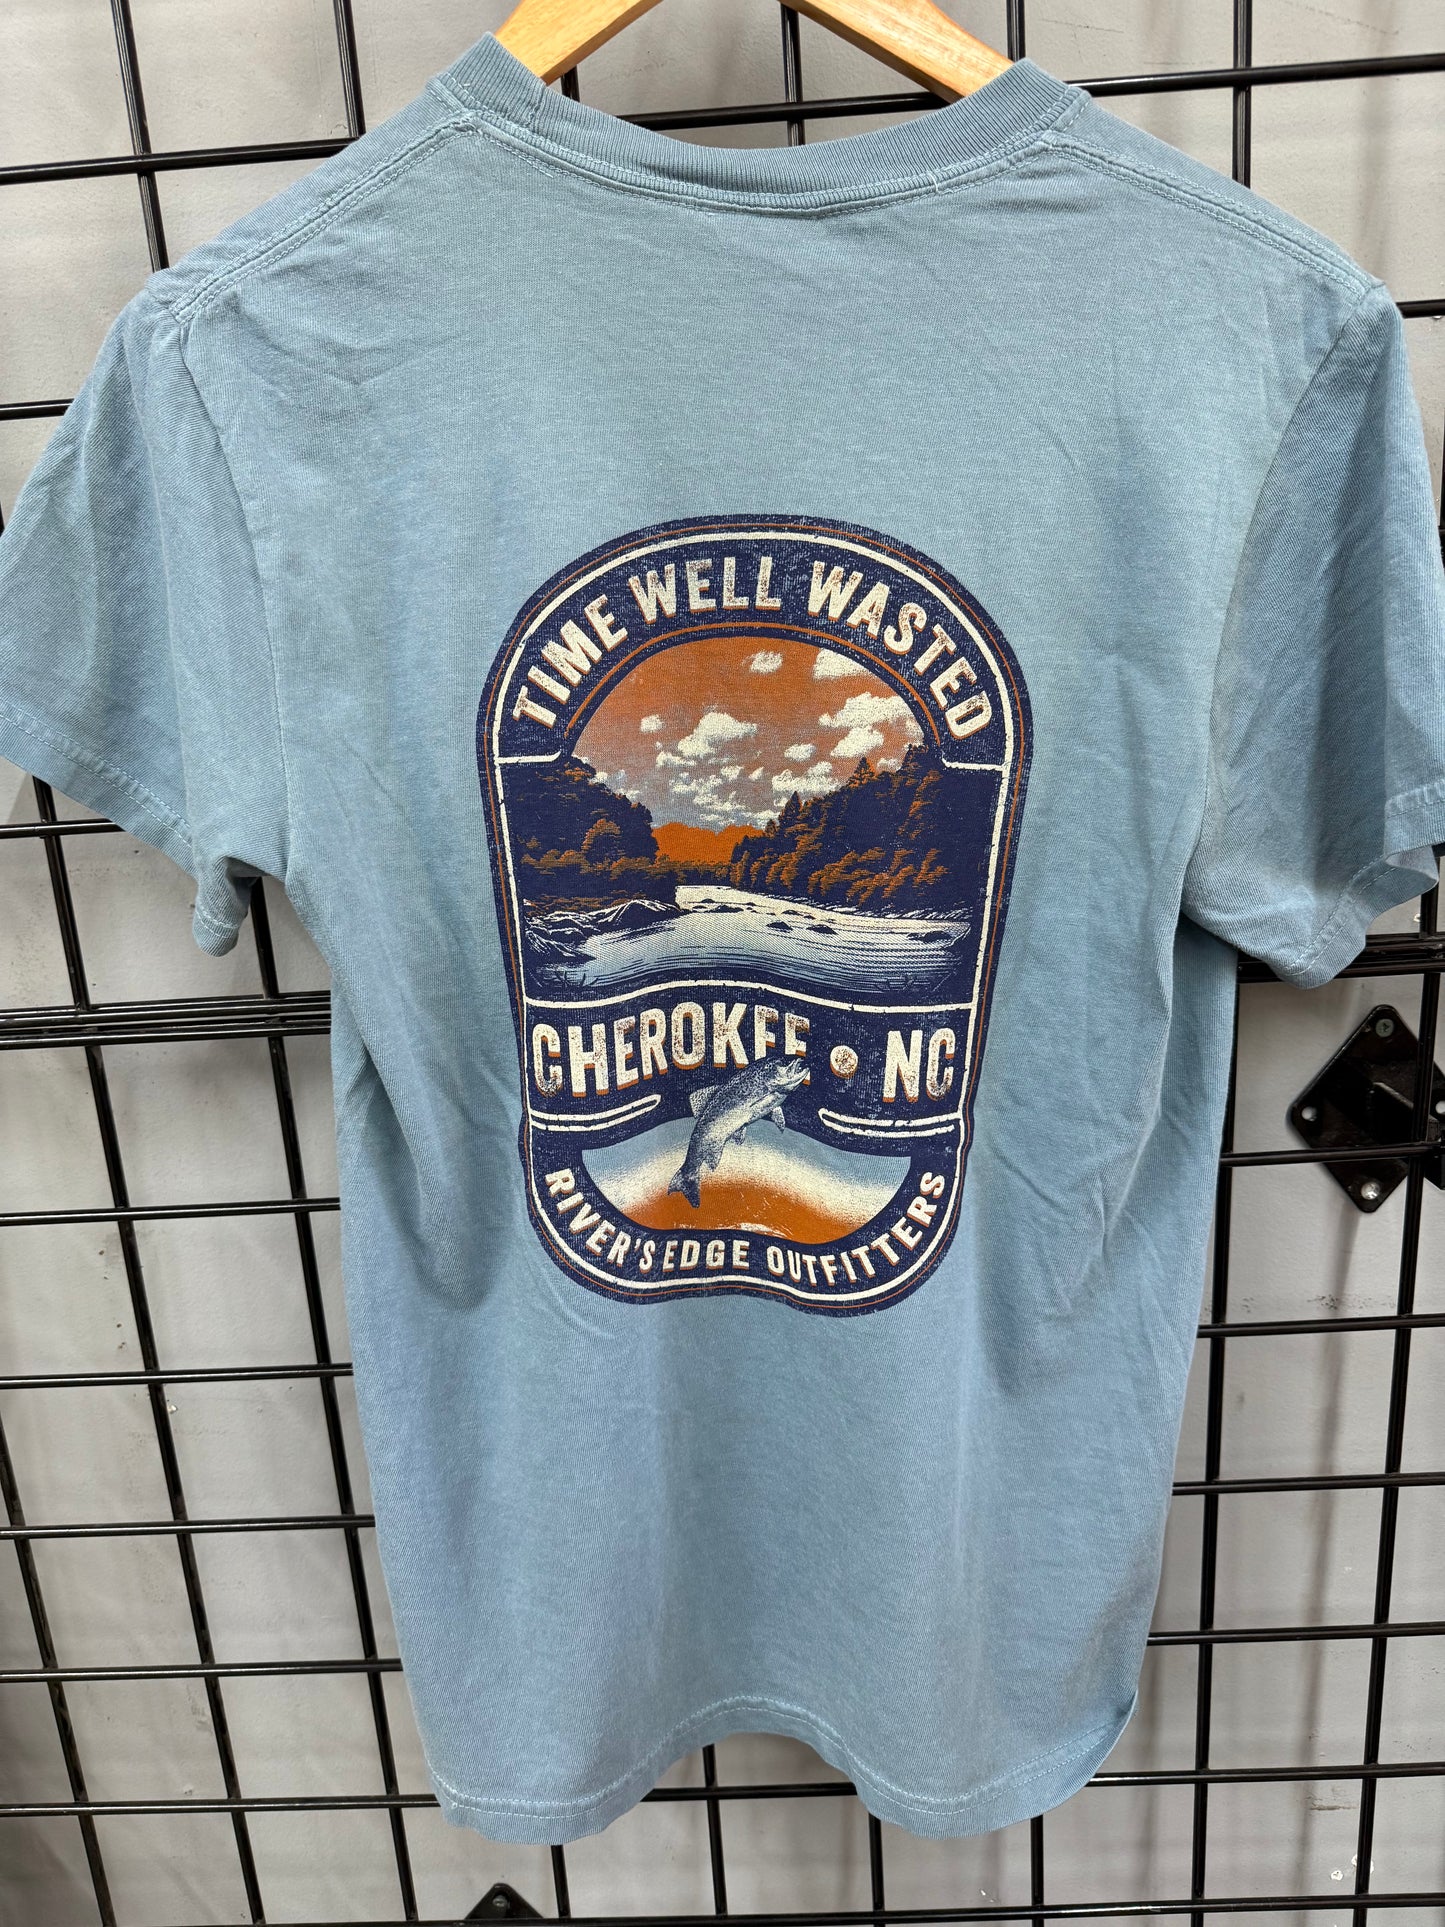 TIME WELL WASTED
CHEROKEE • NC
RIVER'S EDGE OUTFITTERS